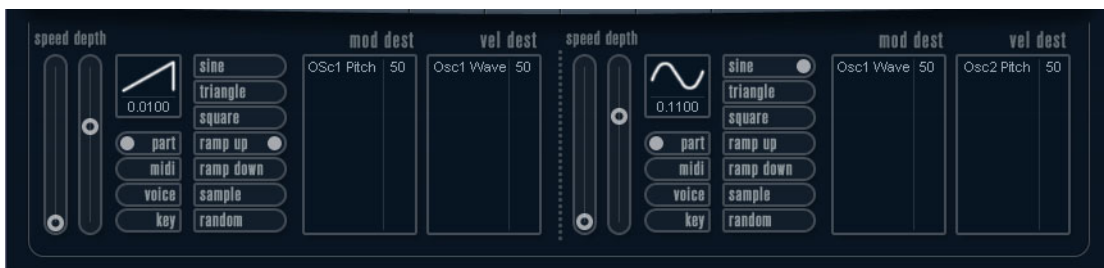 speed depth mod dest vel dest speed depth mod dest vel dest
sine OSc1 Pitch 50 Osc1 Wave 50 sine Osc1 Wave 50 Osc2 Pitch 50
triangle triangle
0.0100 0.1100
square square
part ramp up part ramp up
midi ramp down midi ramp down
voice sample voice sample
key random key random